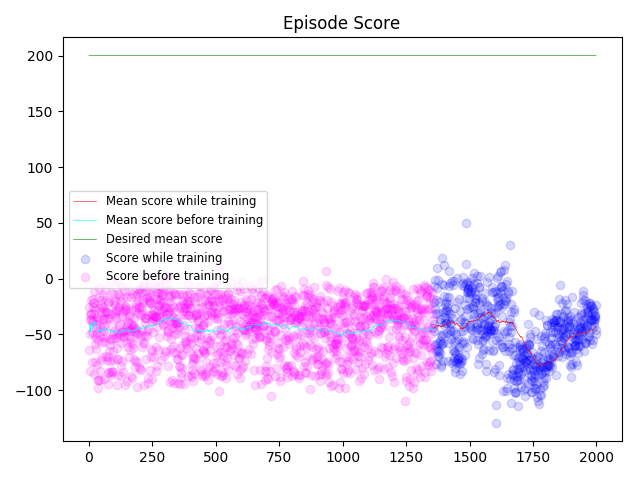 Episode Score
200
150
100
50
0
−50
−100
Mean score while training
Mean score before training
Desired mean score
Score while training
Score before training
0 250 500 750 1000 1250 1500 1750 2000